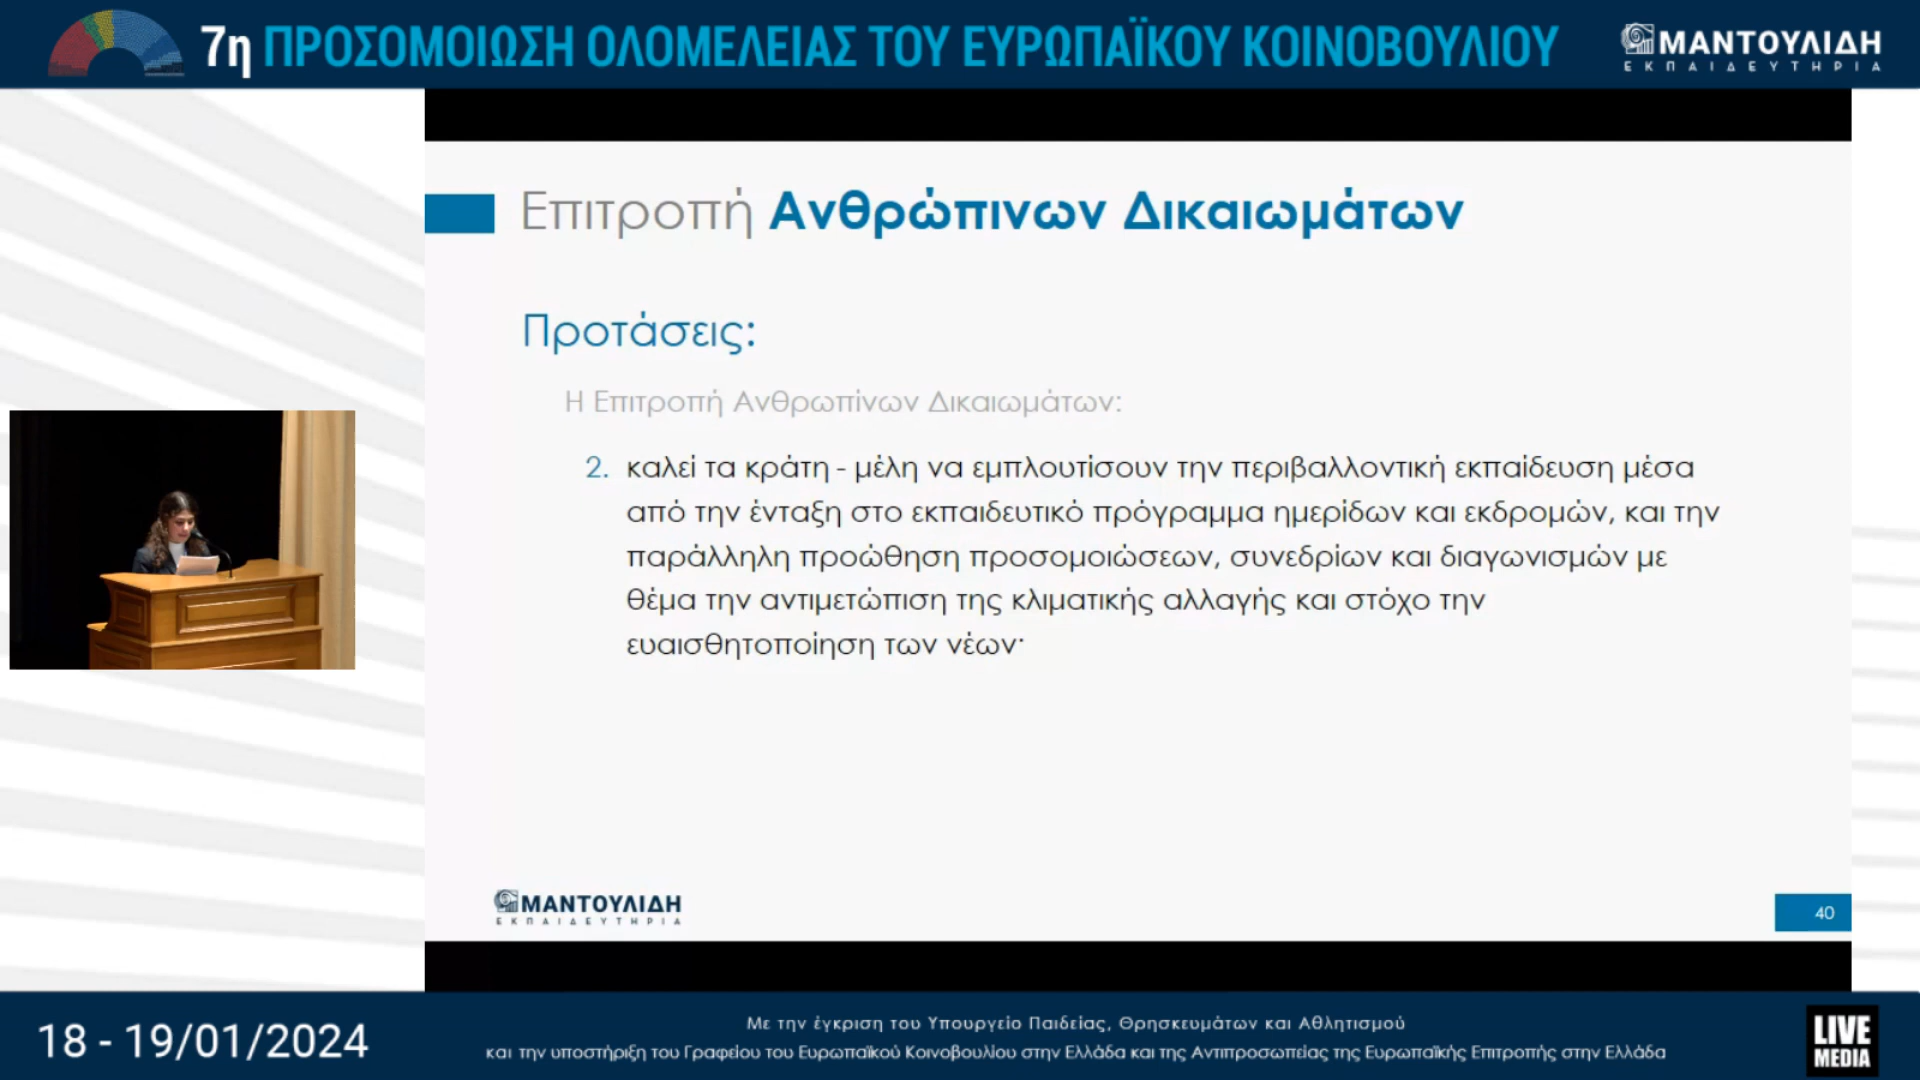 7η ΠΡΟΣΟΜΟΙΩΣΗ ΟΛΟΜΕΛΕΙΑΣ ΤΟΥ ΕΥΡΩΠΑΪΚΟΥ ΚΟΙΝΟΒΟΥΛΙΟΥ
ΜΑΝΤΟΥΛΙΔΗ
ΕΚΠΑΙΔΕΥΤΗΡΙΑ
Επιτροπή Ανθρώπινων Δικαιωμάτων
Προτάσεις:
Η Επιτροπή Ανθρωπίνων Δικαιωμάτων:
2. καλεί τα κράτη - μέλη να εμπλουτίσουν την περιβαλλοντική εκπαίδευση μέσα
από την ένταξη στο εκπαιδευτικό πρόγραμμα ημερίδων και εκδρομών, και την
παράλληλη προώθηση προσομοιώσεων, συνεδρίων και διαγωνισμών με
θέμα την αντιμετώπιση της κλιματικής αλλαγής και στόχο την
ευαισθητοποίηση των νέων·
ΜΑΝΤΟΥΛΙΔΗ
ΕΚΠΑΙΔΕΥΤΗΡΙΑ
40
18 - 19/01/2024
Με την έγκριση του Υπουργείο Παιδείας, Θρησκευμάτων και Αθλητισμού
και την υποστήριξη του Γραφείου του Ευρωπαϊκού Κοινοβουλίου στην Ελλάδα και της Αντιπροσωπείας της Ευρωπαϊκής Επιτροπής στην Ελλάδα
LIVE
MEDIA